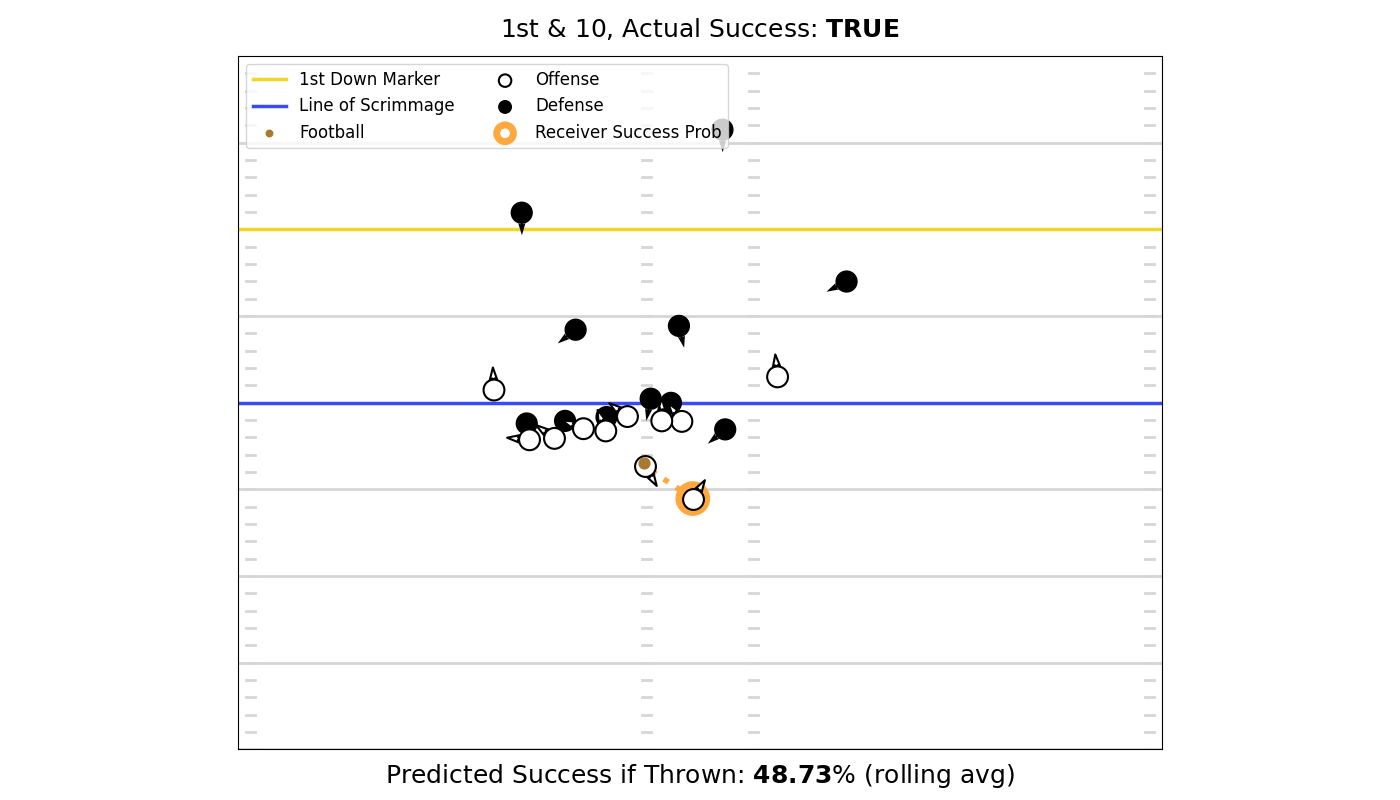 1st & 10, Actual Success: TRUE
1st Down Marker
Line of Scrimmage
Football
Offense
Defense
Receiver Success Prob
Predicted Success if Thrown: 48.73% (rolling avg)